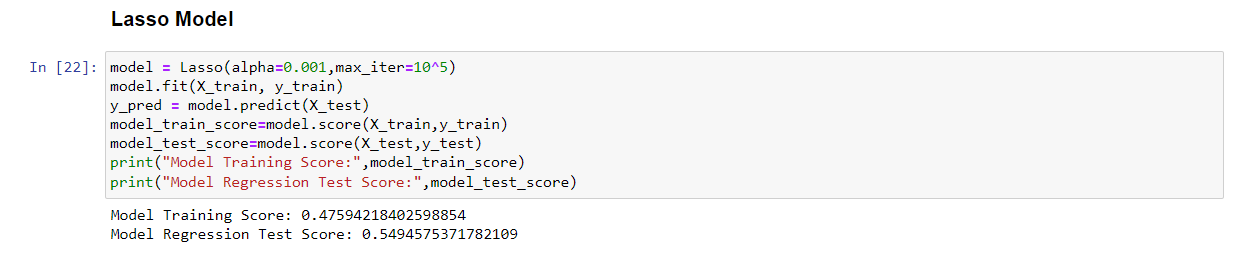 Lasso Model
In [22]: model = Lasso(alpha=0.001,max_iter=10^5)
model.fit(X_train, y_train)
y_pred = model.predict(X_test)
model_train_score=model.score(X_train,y_train)
model_test_score=model.score(X_test,y_test)
print("Model Training Score:",model_train_score)
print("Model Regression Test Score:",model_test_score)
Model Training Score: 0.47594218402598854
Model Regression Test Score: 0.5494575371782109